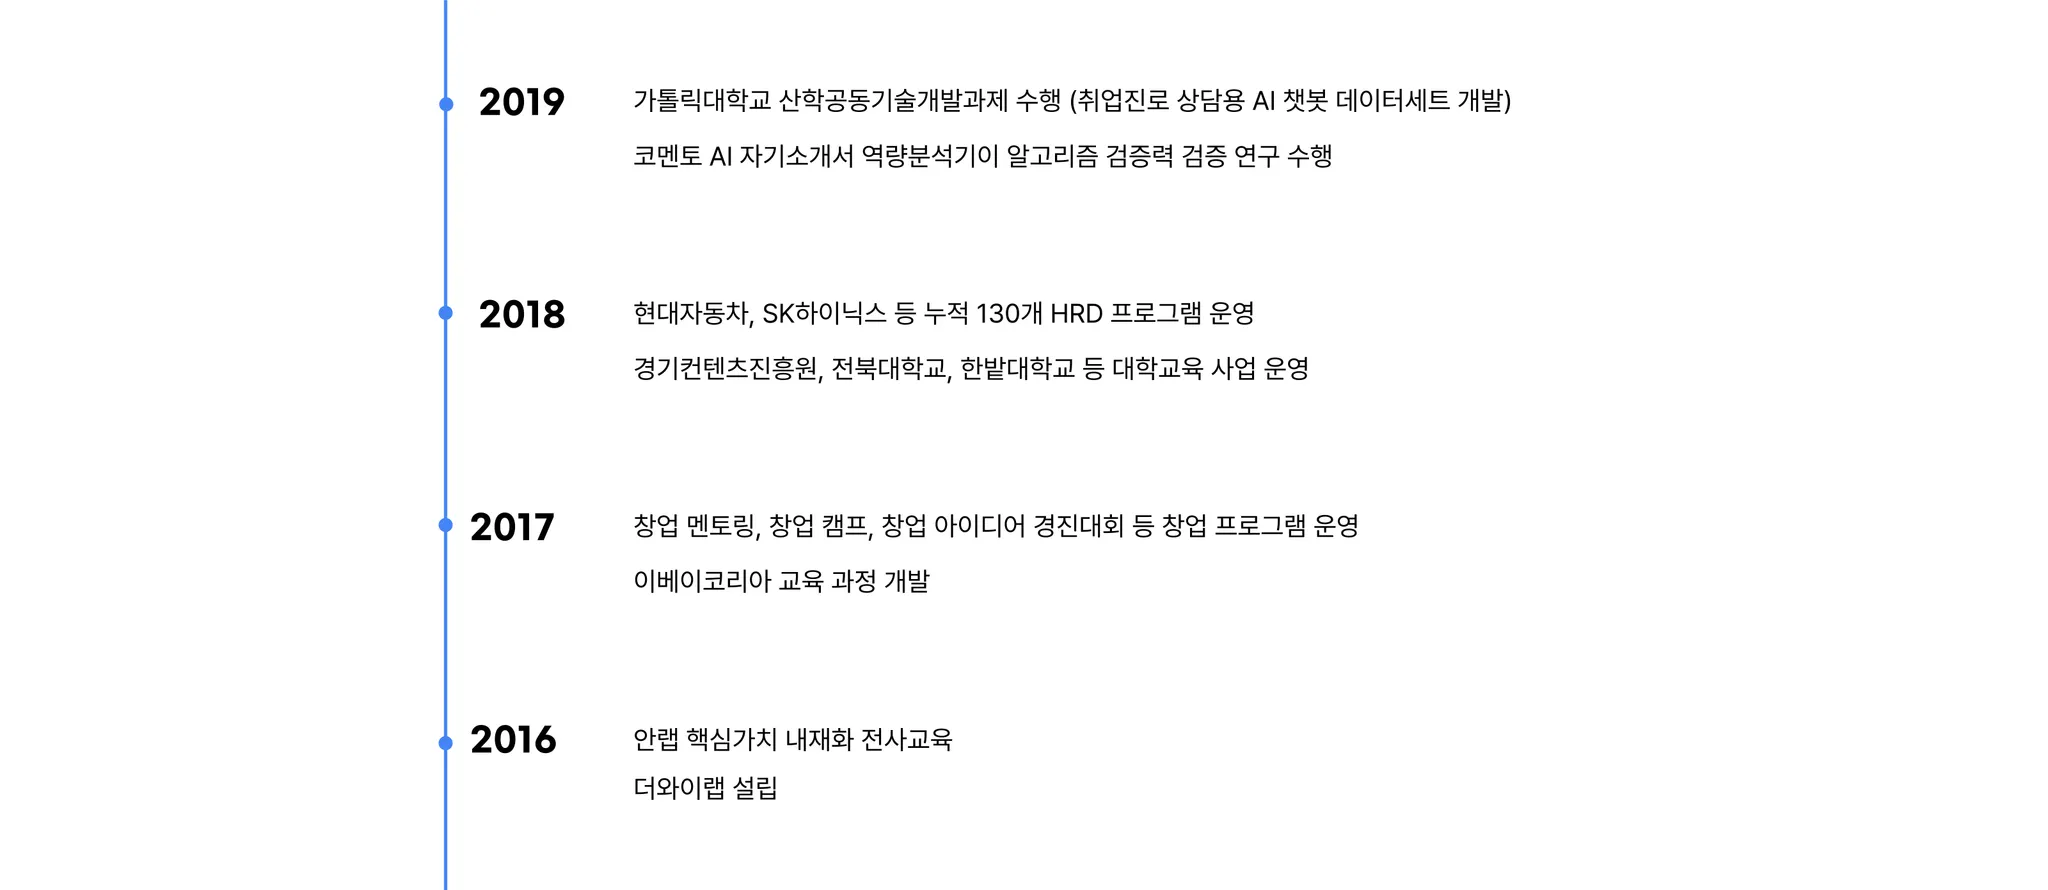 2019 가톨릭대학교 산학공동기술개발과제 수행 (취업진로 상담용 AI 챗봇 데이터세트 개발)
코멘토 AI 자기소개서 역량분석기이 알고리즘 검증력 검증 연구 수행
2018 현대자동차, SK하이닉스 등 누적 130개 HRD 프로그램 운영
경기컨텐츠진흥원, 전북대학교, 한밭대학교 등 대학교육 사업 운영
2017 창업 멘토링, 창업 캠프, 창업 아이디어 경진대회 등 창업 프로그램 운영
이베이코리아 교육 과정 개발
2016 안랩 핵심가치 내재화 전사교육
더와이랩 설립